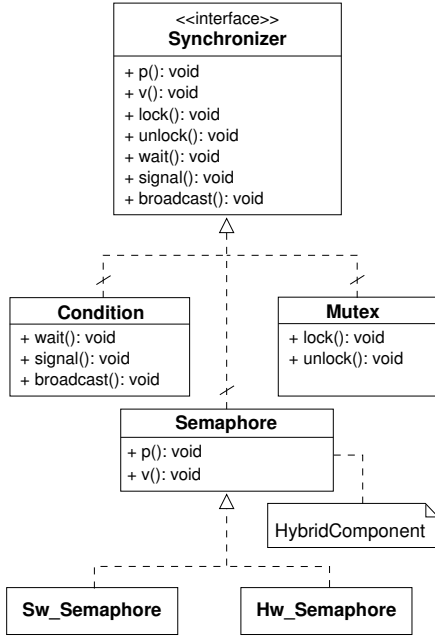 <<interface>>
Synchronizer
+ p(): void
+ v(): void
+ lock(): void
+ unlock(): void
+ wait(): void
+ signal(): void
+ broadcast(): void
Condition
+ wait(): void
+ signal(): void
+ broadcast(): void
Mutex
+ lock(): void
+ unlock(): void
Semaphore
+ p(): void
+ v(): void
HybridComponent
Sw_Semaphore
Hw_Semaphore